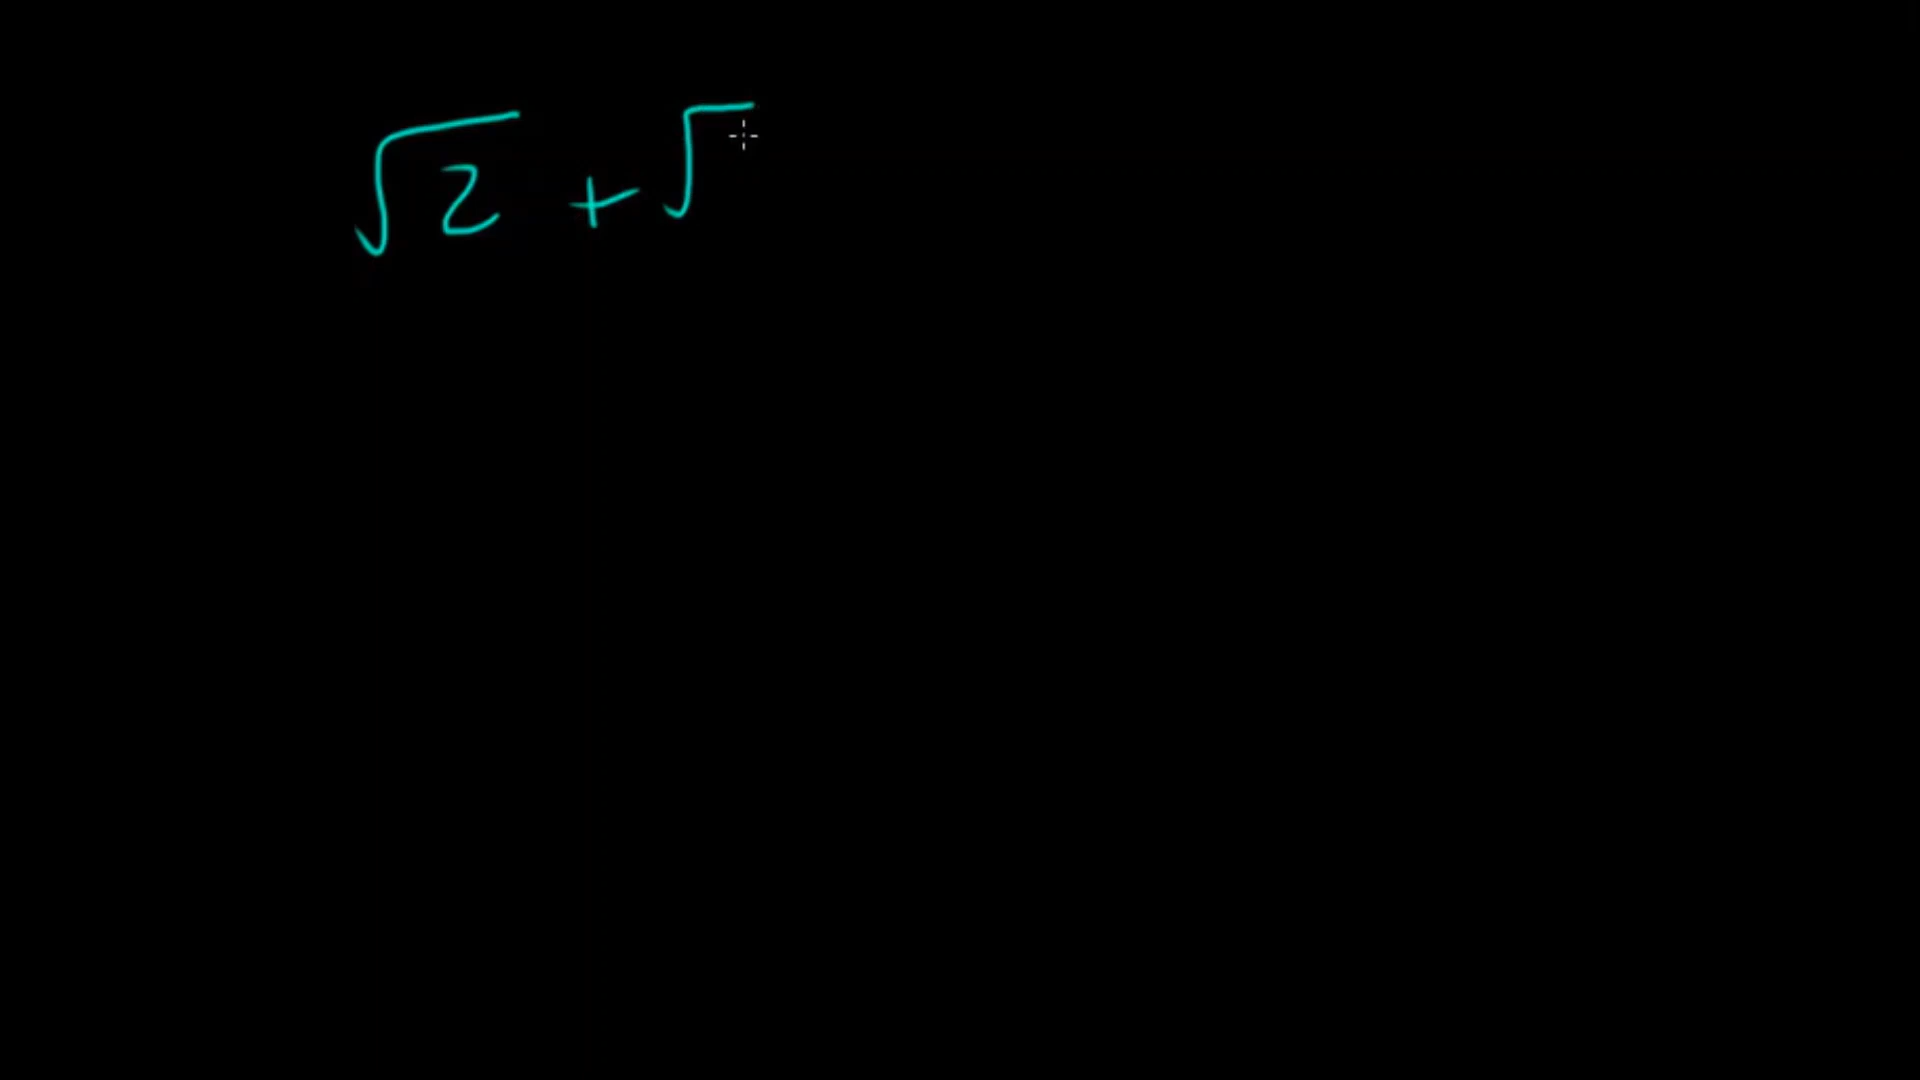 √2 + √